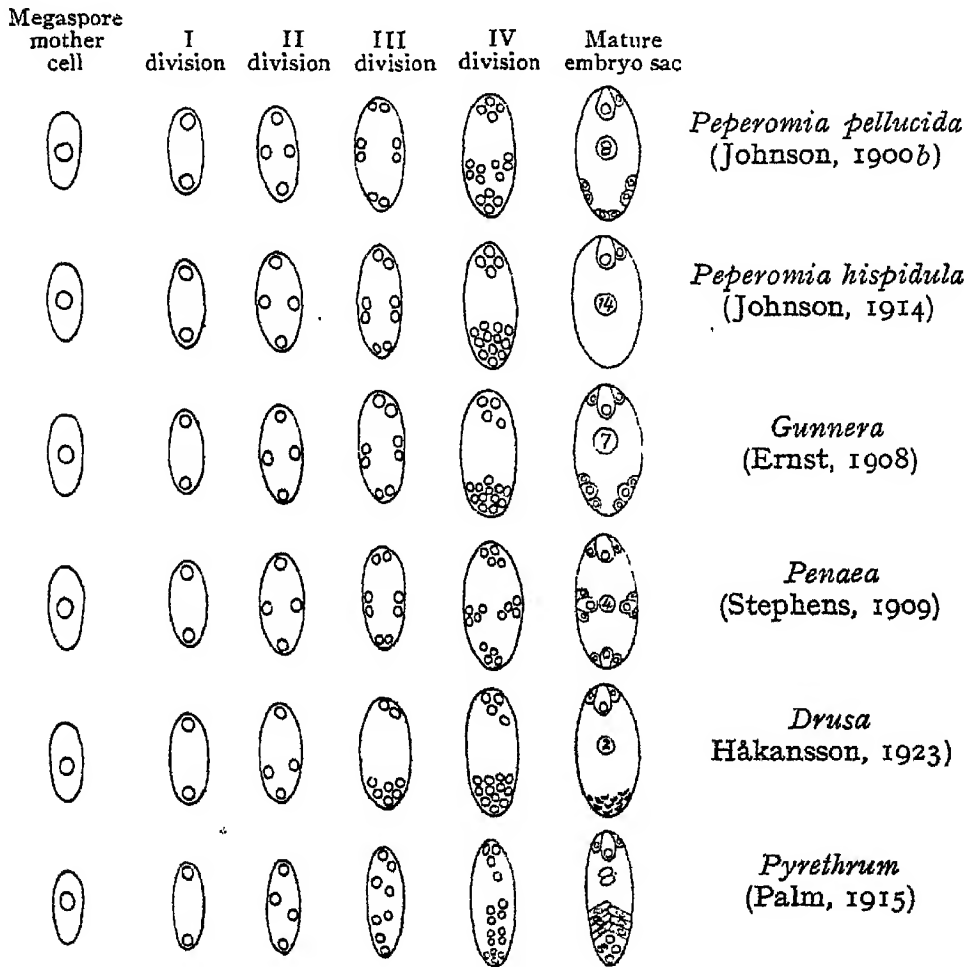 Megaspore mother cell
I division
II division
III division
IV division
Mature embryo sac
8
Peperomia pellucida
(Johnson, 1900b)
14
Peperomia hispidula
(Johnson, 1914)
7
Gunnera
(Ernst, 1908)
4
Penaea
(Stephens, 1909)
2
Drusa
Håkansson, 1923)
Pyrethrum
(Palm, 1915)